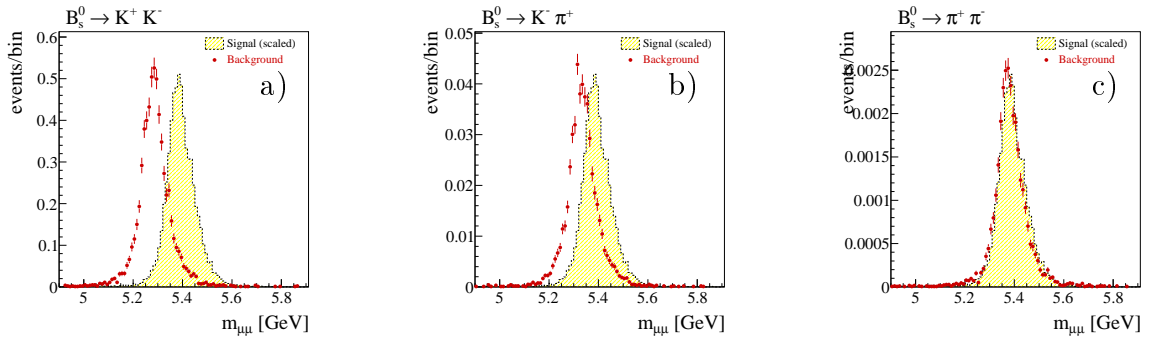 B⁰ₛ → K⁺ K⁻
events/bin
0.6
0.5
0.4
0.3
0.2
0.1
0
Signal (scaled)
Background
a)
5 5.2 5.4 5.6 5.8
m_μμ [GeV]
B⁰ₛ → K⁻ π⁺
events/bin
0.05
0.04
0.03
0.02
0.01
0
Signal (scaled)
Background
b)
5 5.2 5.4 5.6 5.8
m_μμ [GeV]
B⁰ₛ → π⁺ π⁻
events/bin
0.0025
0.002
0.0015
0.001
0.0005
0
Signal (scaled)
Background
c)
5 5.2 5.4 5.6 5.8
m_μμ [GeV]